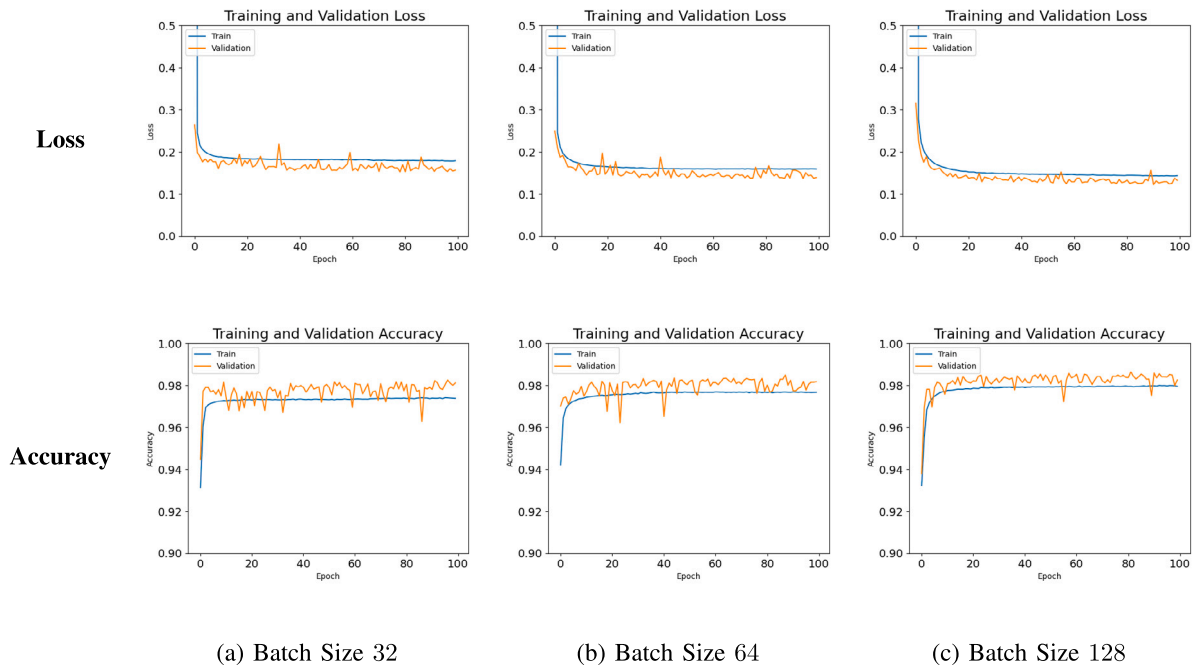 Training and Validation Loss
Training and Validation Loss
Training and Validation Loss
Loss
0.5
0.4
0.3
0.2
0.1
0.0
Loss
Train
Validation
0 20 40 60 80 100
Epoch
0.5
0.4
0.3
0.2
0.1
0.0
Loss
Train
Validation
0 20 40 60 80 100
Epoch
0.5
0.4
0.3
0.2
0.1
0.0
Loss
Train
Validation
0 20 40 60 80 100
Epoch
Training and Validation Accuracy
Training and Validation Accuracy
Training and Validation Accuracy
Accuracy
1.00
0.98
0.96
0.94
0.92
0.90
Accuracy
Train
Validation
0 20 40 60 80 100
Epoch
1.00
0.98
0.96
0.94
0.92
0.90
Accuracy
Train
Validation
0 20 40 60 80 100
Epoch
1.00
0.98
0.96
0.94
0.92
0.90
Accuracy
Train
Validation
0 20 40 60 80 100
Epoch
(a) Batch Size 32
(b) Batch Size 64
(c) Batch Size 128